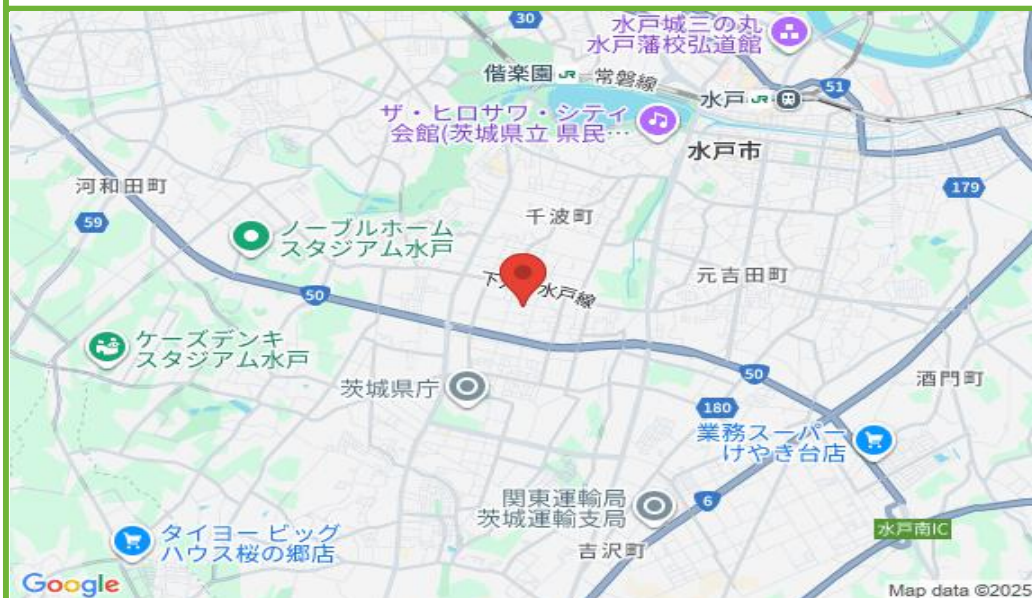 30
水戸城三の丸
水戸藩校弘道館
偕楽園 JR
常磐線
水戸 JR
51
ザ・ヒロサワ・シティ
会館(茨城県立 県民…
水戸市
河和田町
179
千波町
59
ノーブルホーム
スタジアム水戸
元吉田町
水戸線
50
ケーズデンキ
スタジアム水戸
50
酒門町
茨城県庁
180
業務スーパー
けやき台店
関東運輸局
茨城運輸支局
6
水戸南IC
タイヨー ビッグ
ハウス桜の郷店
吉沢町
Google
Map data ©2025